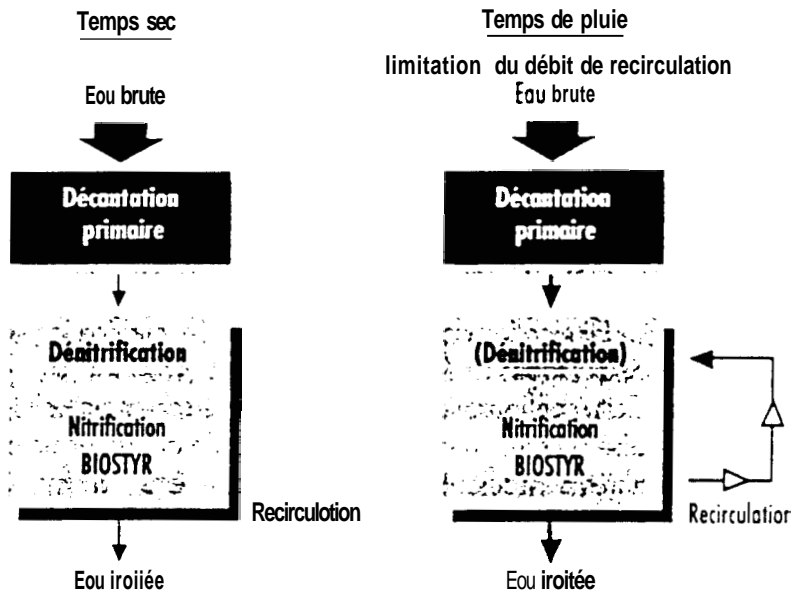 Temps sec
Eou brute
Décantation
primaire
Dénitrification
Nitrification
BIOSTYR
Recirculotion
Eou iroiiée
Temps de pluie
limitation du débit de recirculation
Eau brute
Décantation
primaire
(Dénitrification)
Nitrification
BIOSTYR
Recirculation
Eou iroitée